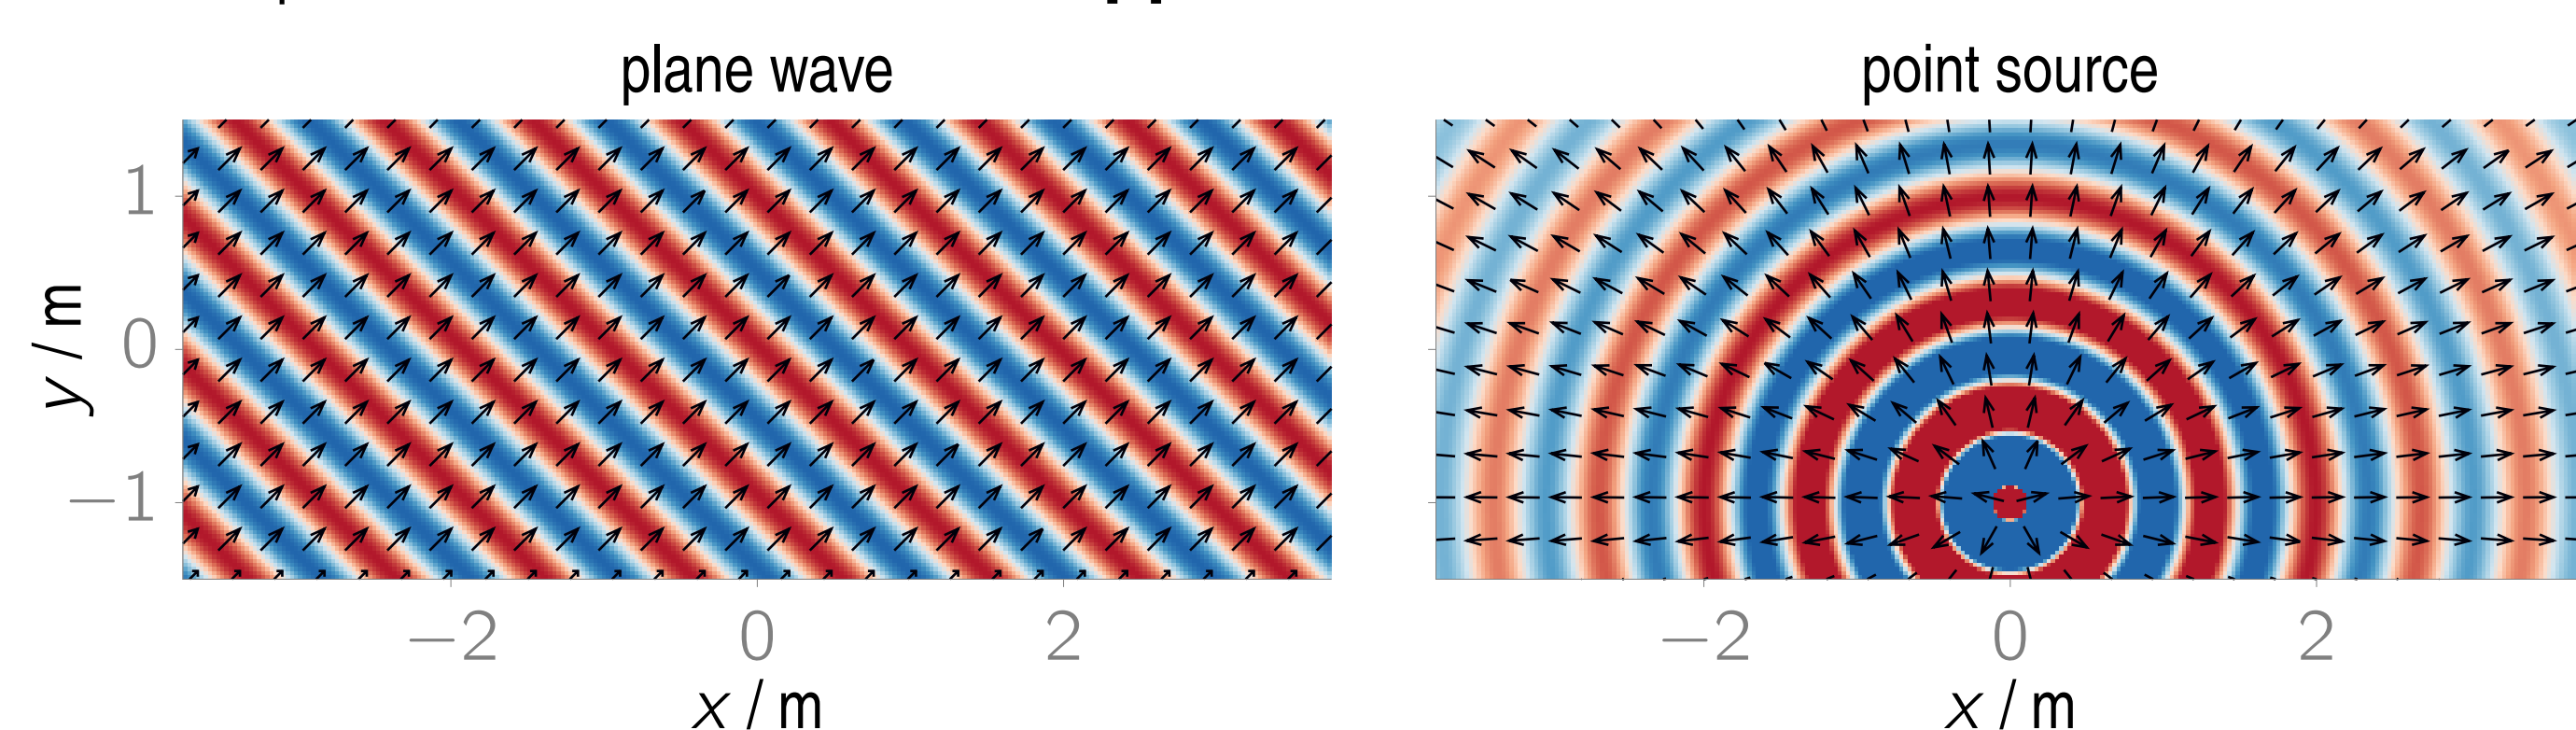 plane wave
point source
y / m
1
0
−1
−2 0 2
x / m
−2 0 2
x / m